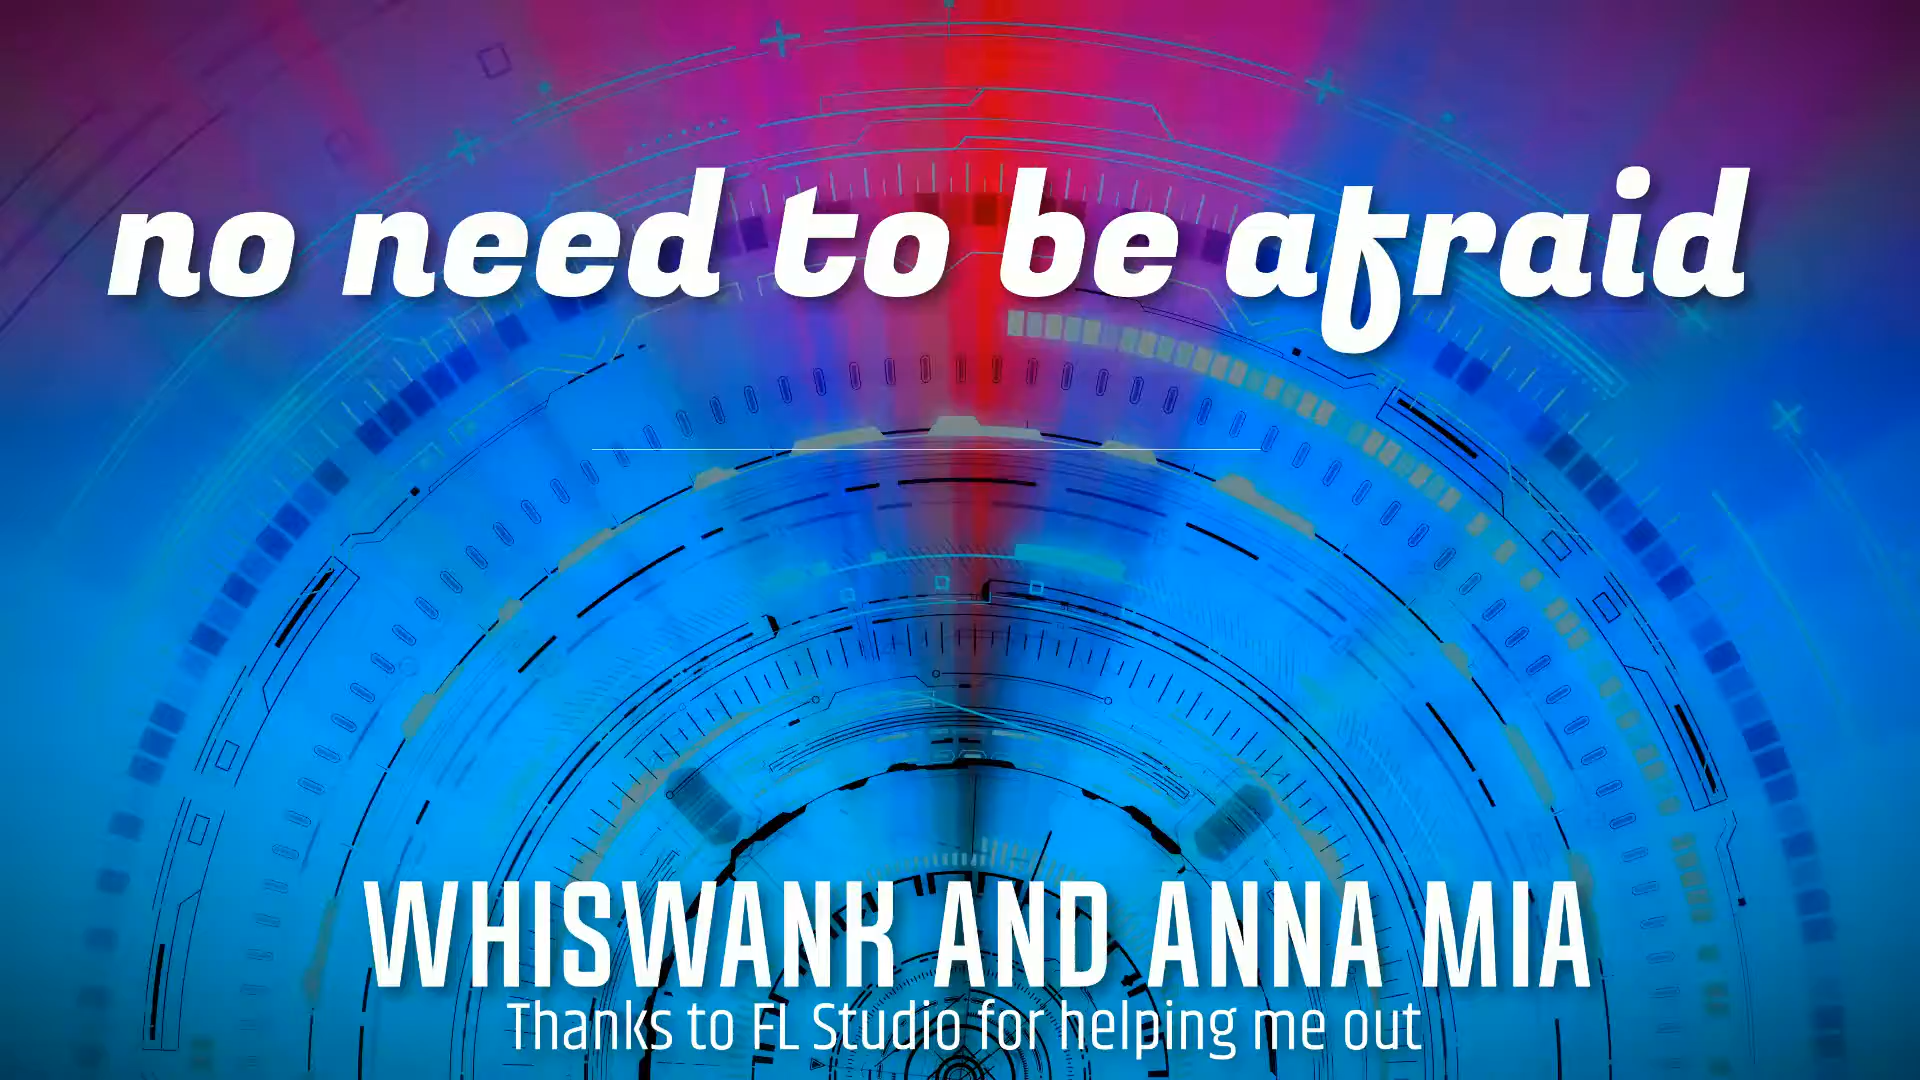 no need to be afraid
WHISWANK AND ANNA MIA
Thanks to FL Studio for helping me out